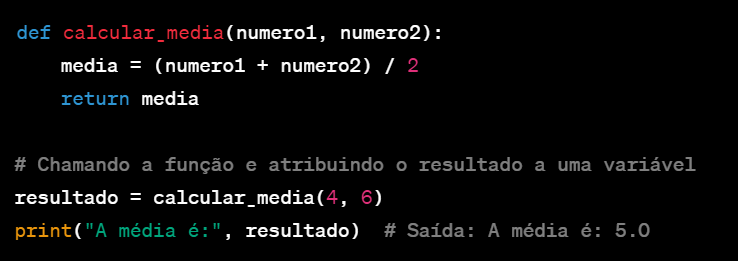 def calcular_media(numero1, numero2):
    media = (numero1 + numero2) / 2
    return media
# Chamando a função e atribuindo o resultado a uma variável
resultado = calcular_media(4, 6)
print("A média é:", resultado)  # Saída: A média é: 5.0